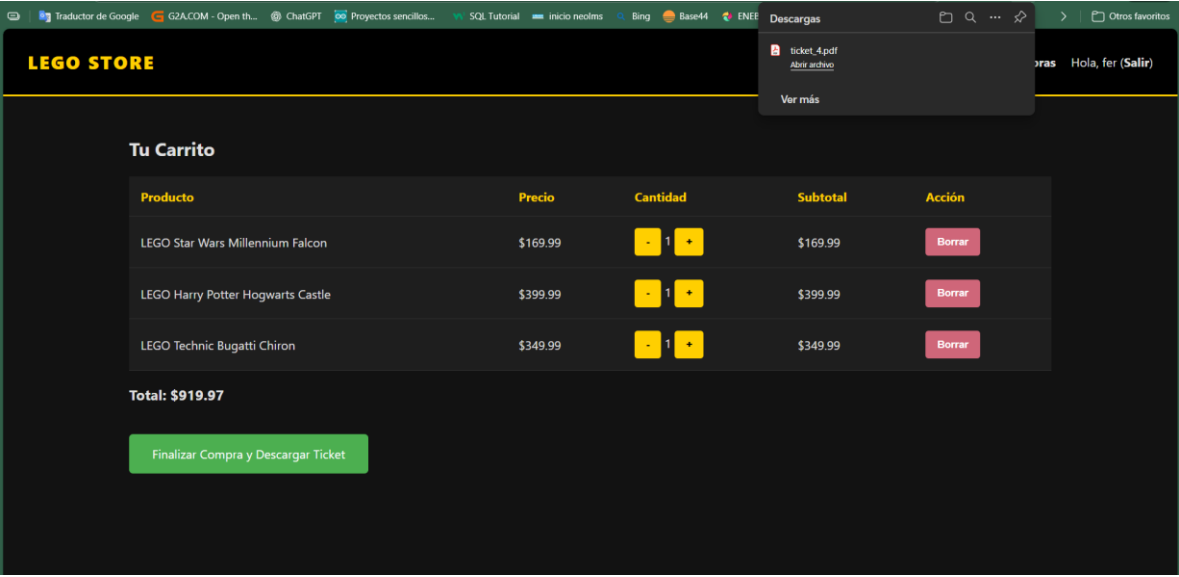 Traductor de Google G2A.COM - Open th... ChatGPT Proyectos sencillos... SQL Tutorial inicio neolms Bing Base44 ENEB Otros favoritos
Descargas
ticket_4.pdf
Abrir archivo
Ver más
LEGO STORE Hola, fer (Salir)
Tu Carrito
Producto Precio Cantidad Subtotal Acción
LEGO Star Wars Millennium Falcon $169.99 - 1 + $169.99 Borrar
LEGO Harry Potter Hogwarts Castle $399.99 - 1 + $399.99 Borrar
LEGO Technic Bugatti Chiron $349.99 - 1 + $349.99 Borrar
Total: $919.97
Finalizar Compra y Descargar Ticket